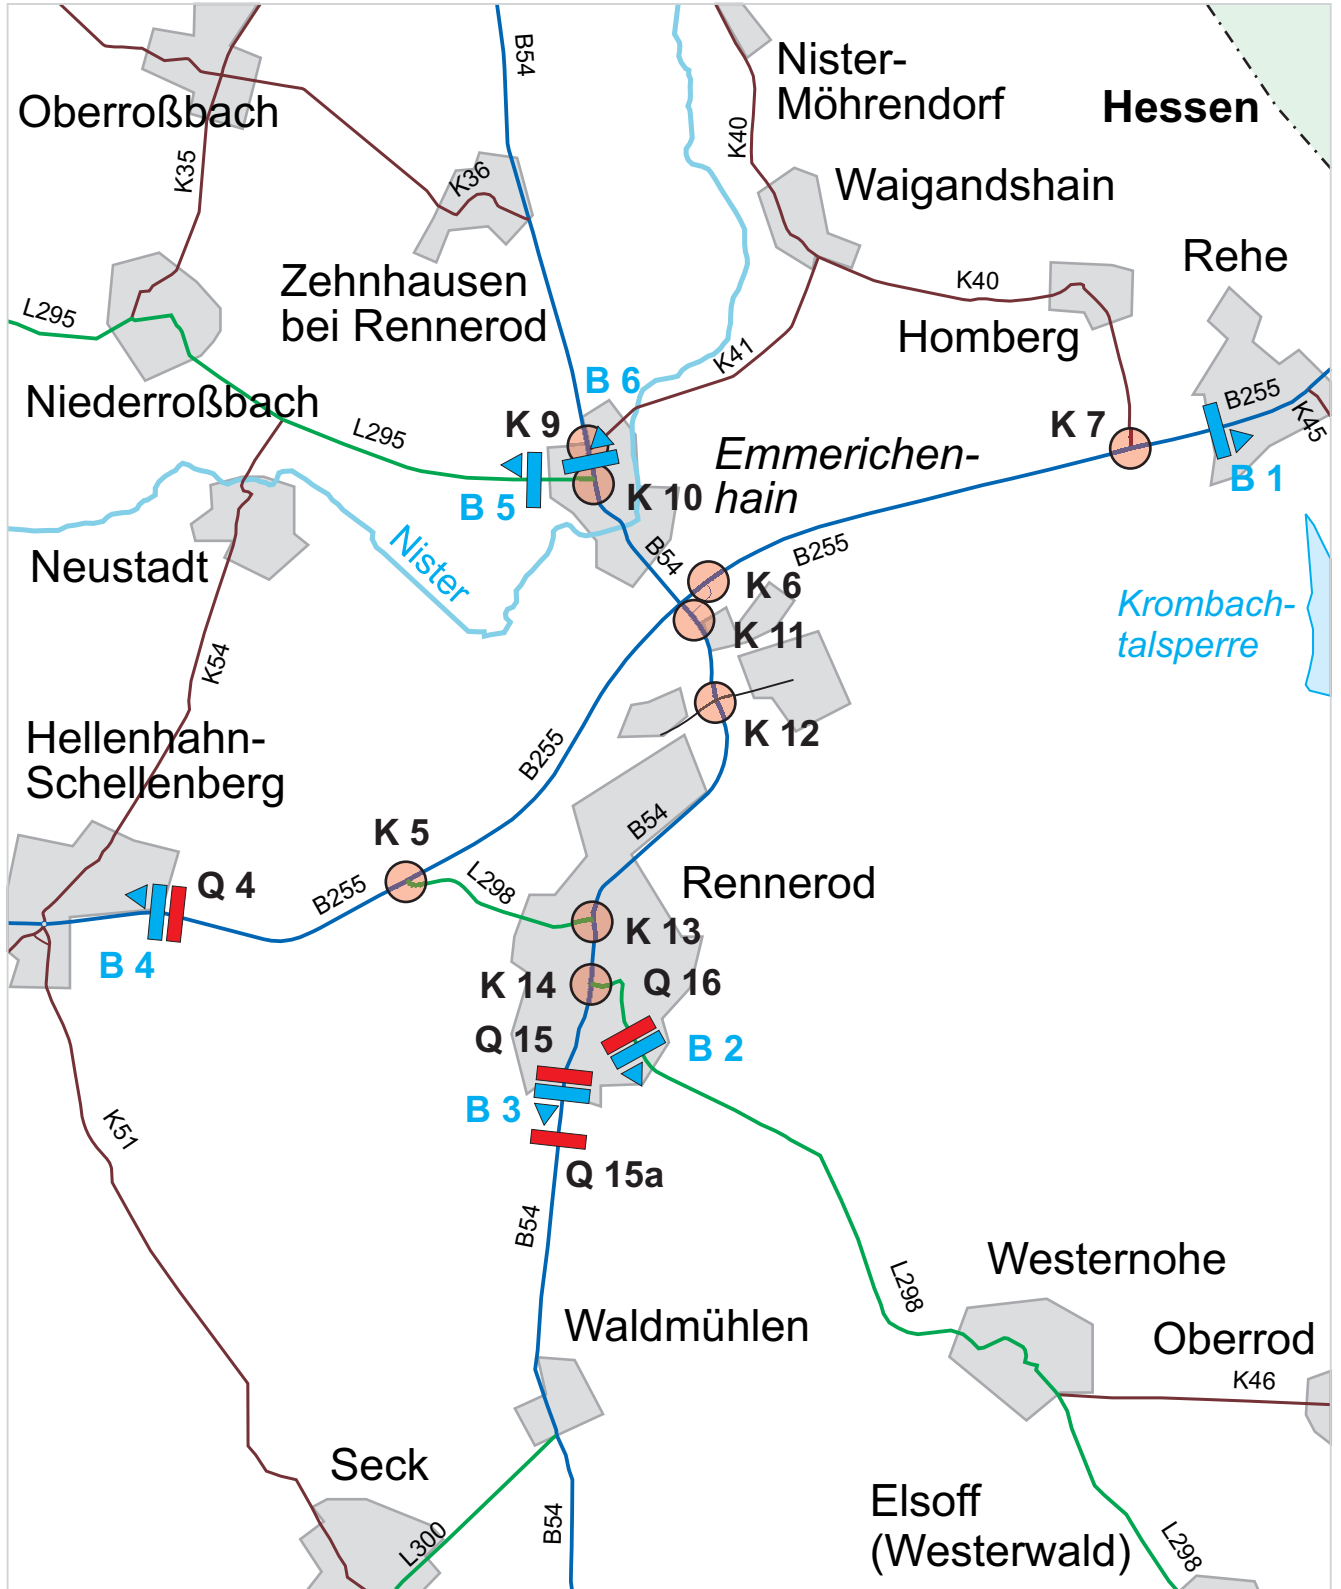 B54
Nister-
Möhrendorf
Hessen
Oberroßbach
K40
K35
K36
Waigandshain
Rehe
Zehnhausen
bei Rennerod
K40
L295
Homberg
K41
B 6
B255
K45
Niederroßbach
L295
K 9
K 7
Emmerichen-
hain
B 1
B 5
K 10
Nister
B54
B255
Neustadt
K 6
Krombach-
talsperre
K 11
K54
K 12
Hellenhahn-
Schellenberg
B255
B54
K 5
Q 4
B255
L298
Rennerod
K 13
B 4
K 14
Q 16
Q 15
B 2
B 3
K51
Q 15a
B54
Westernohe
L298
Waldmühlen
Oberrod
K46
Seck
Elsoff
(Westerwald)
L300
B54
L298